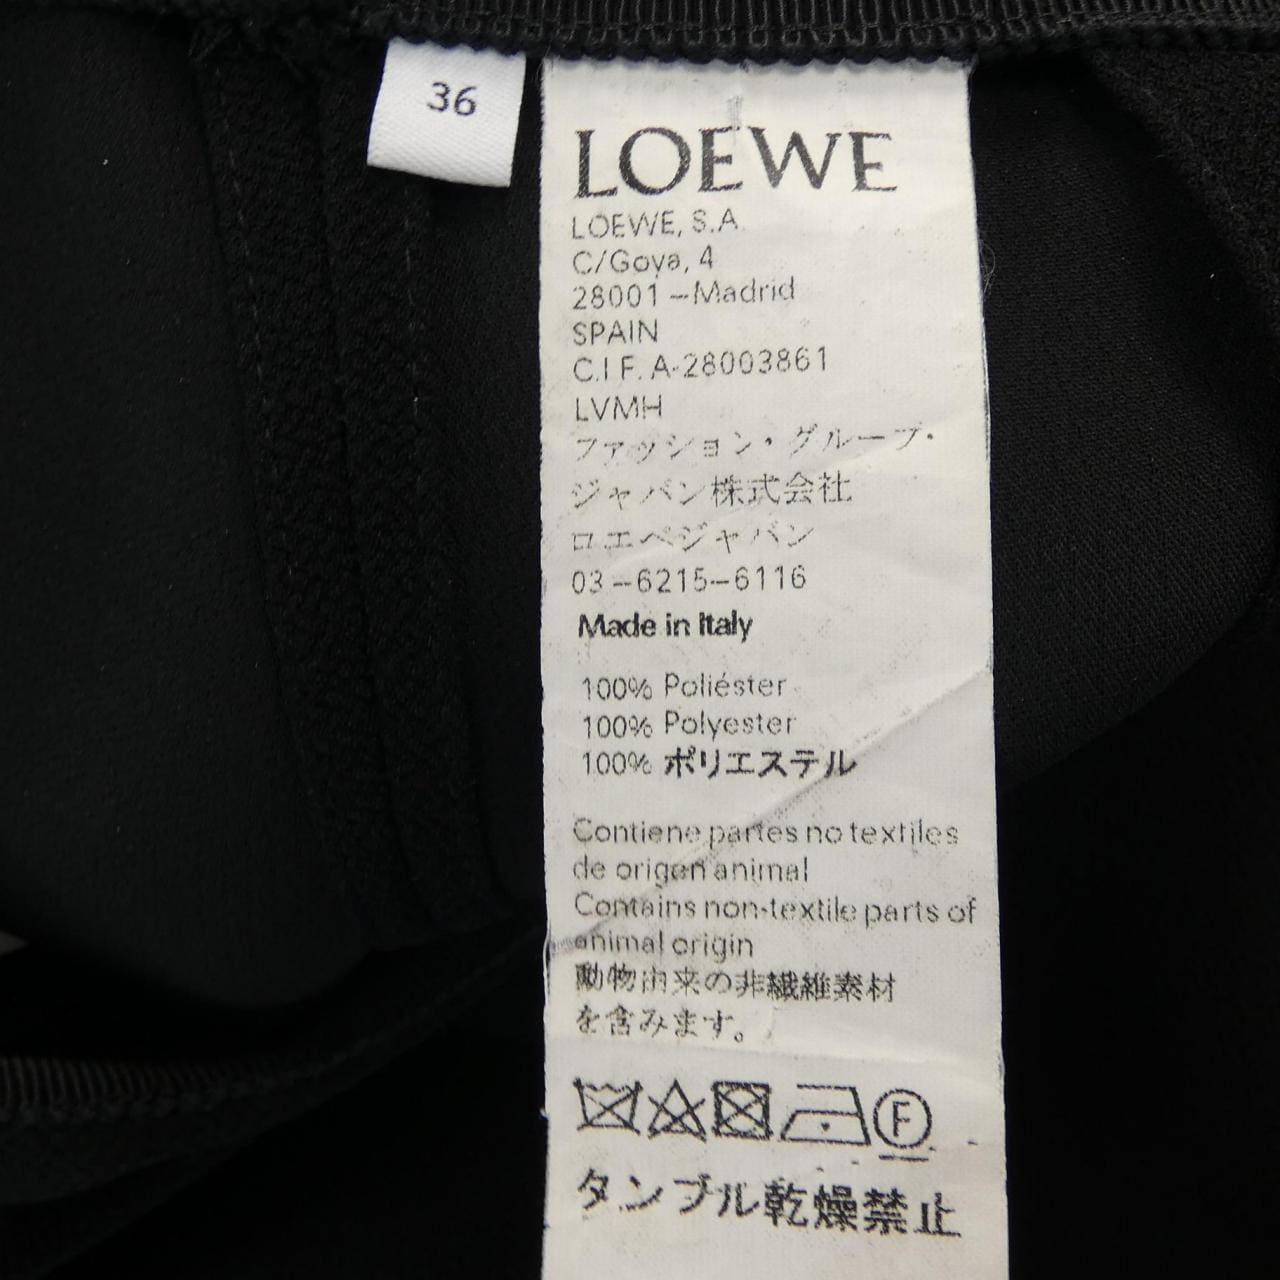 36
LOEWE
LOEWE, S.A.
C/Goya, 4
28001 –Madrid
SPAIN
C.I F. A-28003861
LVMH
ファッション・グループ・
ジャパン株式会社
ロエベジャパン
03–6215–6116
Made in Italy
100% Poliéster
100% Polyester
100% ポリエステル
Contiene partes no textiles
de origen animal
Contains non-textile parts of
animal origin
動物由来の非繊維素材
を含みます。
F
タンブル乾燥禁止